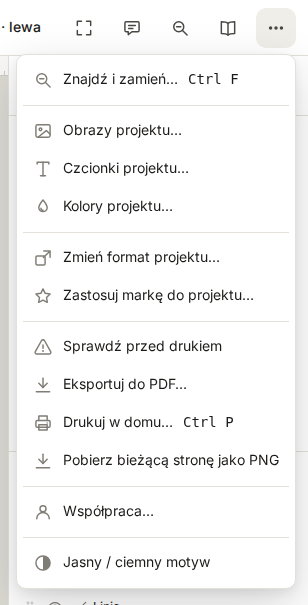 · lewa
Znajdź i zamień... Ctrl F
Obrazy projektu...
Czcionki projektu...
Kolory projektu...
Zmień format projektu...
Zastosuj markę do projektu...
Sprawdź przed drukiem
Eksportuj do PDF...
Drukuj w domu... Ctrl P
Pobierz bieżącą stronę jako PNG
Współpraca...
Jasny / ciemny motyw